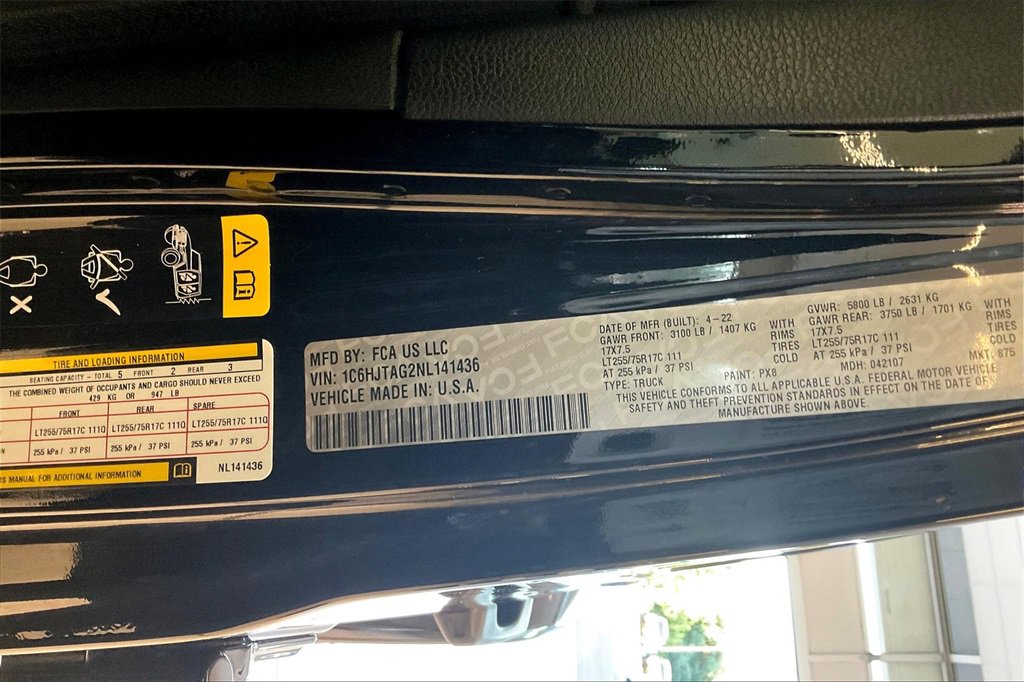 TIRE AND LOADING INFORMATION
SEATING CAPACITY - TOTAL 5 FRONT 2 REAR 3
THE COMBINED WEIGHT OF OCCUPANTS AND CARGO SHOULD NEVER EXCEED
429 KG OR 947 LB
FRONT REAR SPARE
LT255/75R17C 111Q LT255/75R17C 111Q LT255/75R17C 111Q
255 kPa / 37 PSI 255 kPa / 37 PSI 255 kPa / 37 PSI
MANUAL FOR ADDITIONAL INFORMATION
NL141436
MFD BY: FCA US LLC
VIN: 1C6HJTAG2NL141436
VEHICLE MADE IN: U.S.A.
DATE OF MFR (BUILT): 4-22 GVWR: 5800 LB / 2631 KG
GAWR FRONT: 3100 LB / 1407 KG WITH GAWR REAR: 3750 LB / 1701 KG WITH
17X7.5 RIMS 17X7.5 RIMS
LT255/75R17C 111 TIRES LT255/75R17C 111 TIRES
AT 255 kPa / 37 PSI COLD AT 255 kPa / 37 PSI COLD
TYPE: TRUCK PAINT: PX8 MDH: 042107 MKT: 875
THIS VEHICLE CONFORMS TO ALL APPLICABLE U.S.A. FEDERAL MOTOR VEHICLE
SAFETY AND THEFT PREVENTION STANDARDS IN EFFECT ON THE DATE OF
MANUFACTURE SHOWN ABOVE.